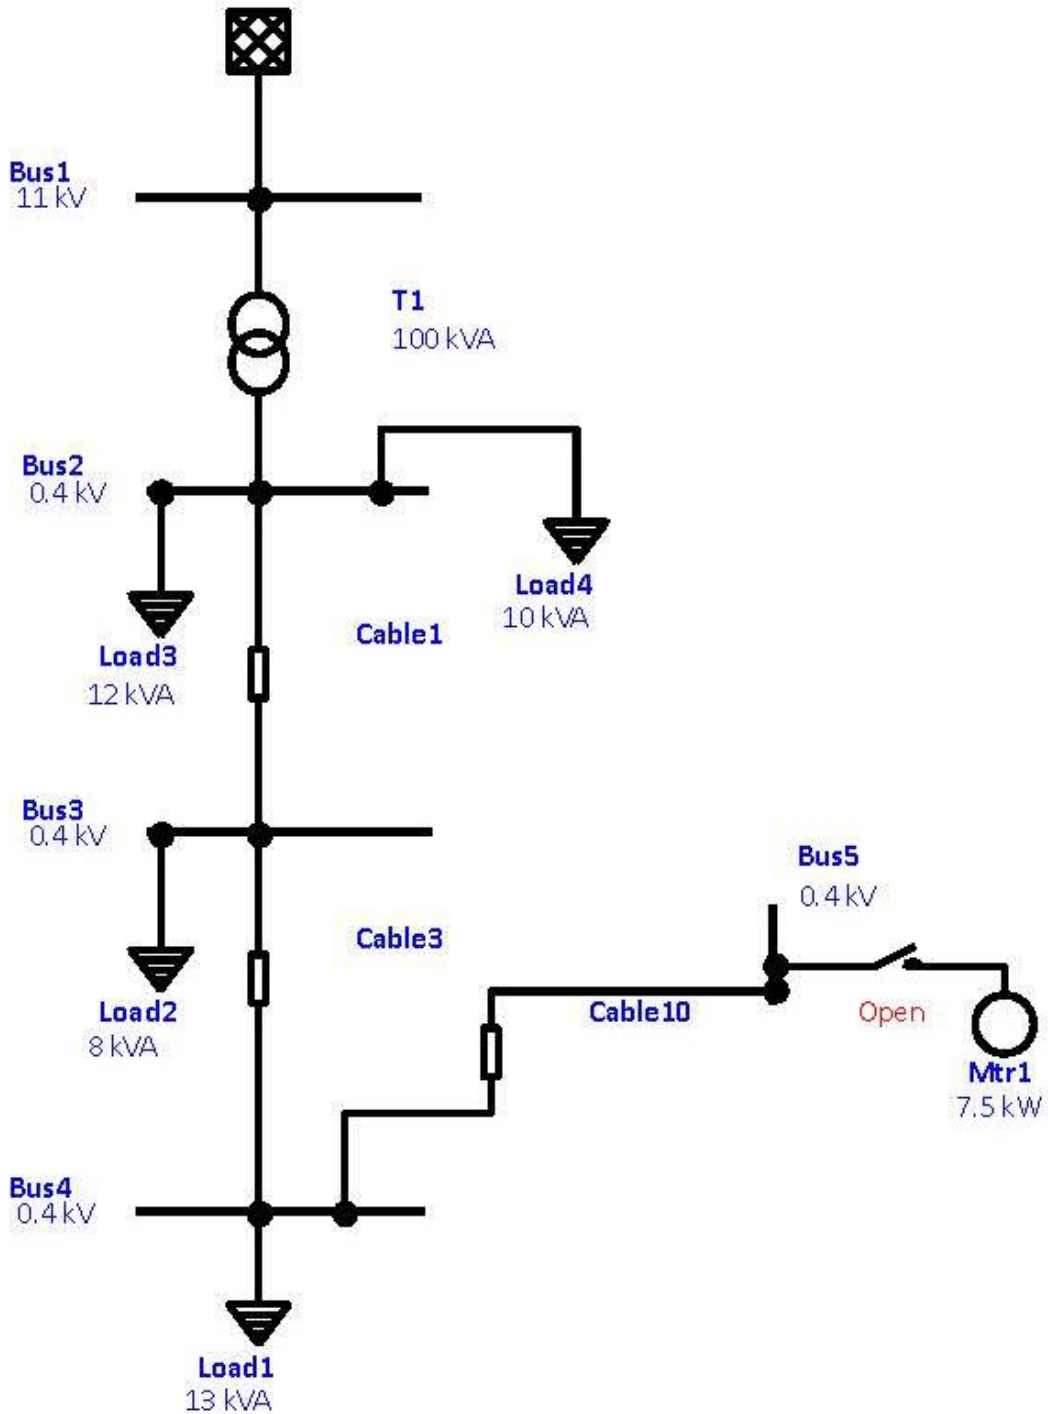 Bus1
11 kV
T1
100 kVA
Bus2
0.4 kV
Load4
10 kVA
Cable1
Load3
12 kVA
Bus3
0.4 kV
Bus5
0.4 kV
Cable3
Load2
8 kVA
Cable10
Open
Mtr1
7.5 kW
Bus4
0.4 kV
Load1
13 kVA